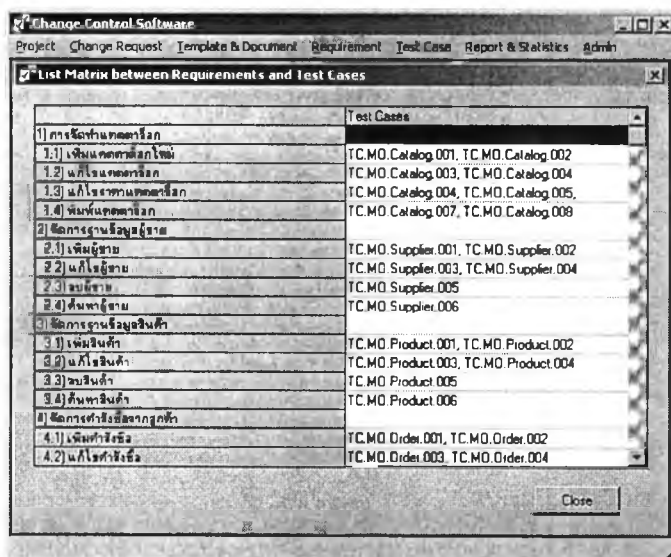 Change Control Software
Project Change Request Template & Document Requirement Test Case Report & Statistics Admin
List Matrix between Requirements and Test Cases
Test Cases
1) การจัดทำแคตตาล็อก
1.1) เพิ่มแคตตาล็อกใหม่ TC.MO.Catalog.001, TC.MO.Catalog.002
1.2) แก้ไขแคตตาล็อก TC.MO.Catalog.003, TC.MO.Catalog.004
1.3) แก้ไขราคาแคตตาล็อก TC.MO.Catalog.004, TC.MO.Catalog.005,
1.4) พิมพ์แคตตาล็อก TC.MO.Catalog.007, TC.MO.Catalog.008
2) จัดการฐานข้อมูลผู้ขาย
2.1) เพิ่มผู้ขาย TC.MO.Supplier.001, TC.MO.Supplier.002
2.2) แก้ไขผู้ขาย TC.MO.Supplier.003, TC.MO.Supplier.004
2.3) ลบผู้ขาย TC.MO.Supplier.005
2.4) ค้นหาผู้ขาย TC.MO.Supplier.006
3) จัดการฐานข้อมูลสินค้า
3.1) เพิ่มสินค้า TC.MO.Product.001, TC.MO.Product.002
3.2) แก้ไขสินค้า TC.MO.Product.003, TC.MO.Product.004
3.3) ลบสินค้า TC.MO.Product.005
3.4) ค้นหาสินค้า TC.MO.Product.006
4) จัดการคำสั่งซื้อจากลูกค้า
4.1) เพิ่มคำสั่งซื้อ TC.MO.Order.001, TC.MO.Order.002
4.2) แก้ไขคำสั่งซื้อ TC.MO.Order.003, TC.MO.Order.004
Close